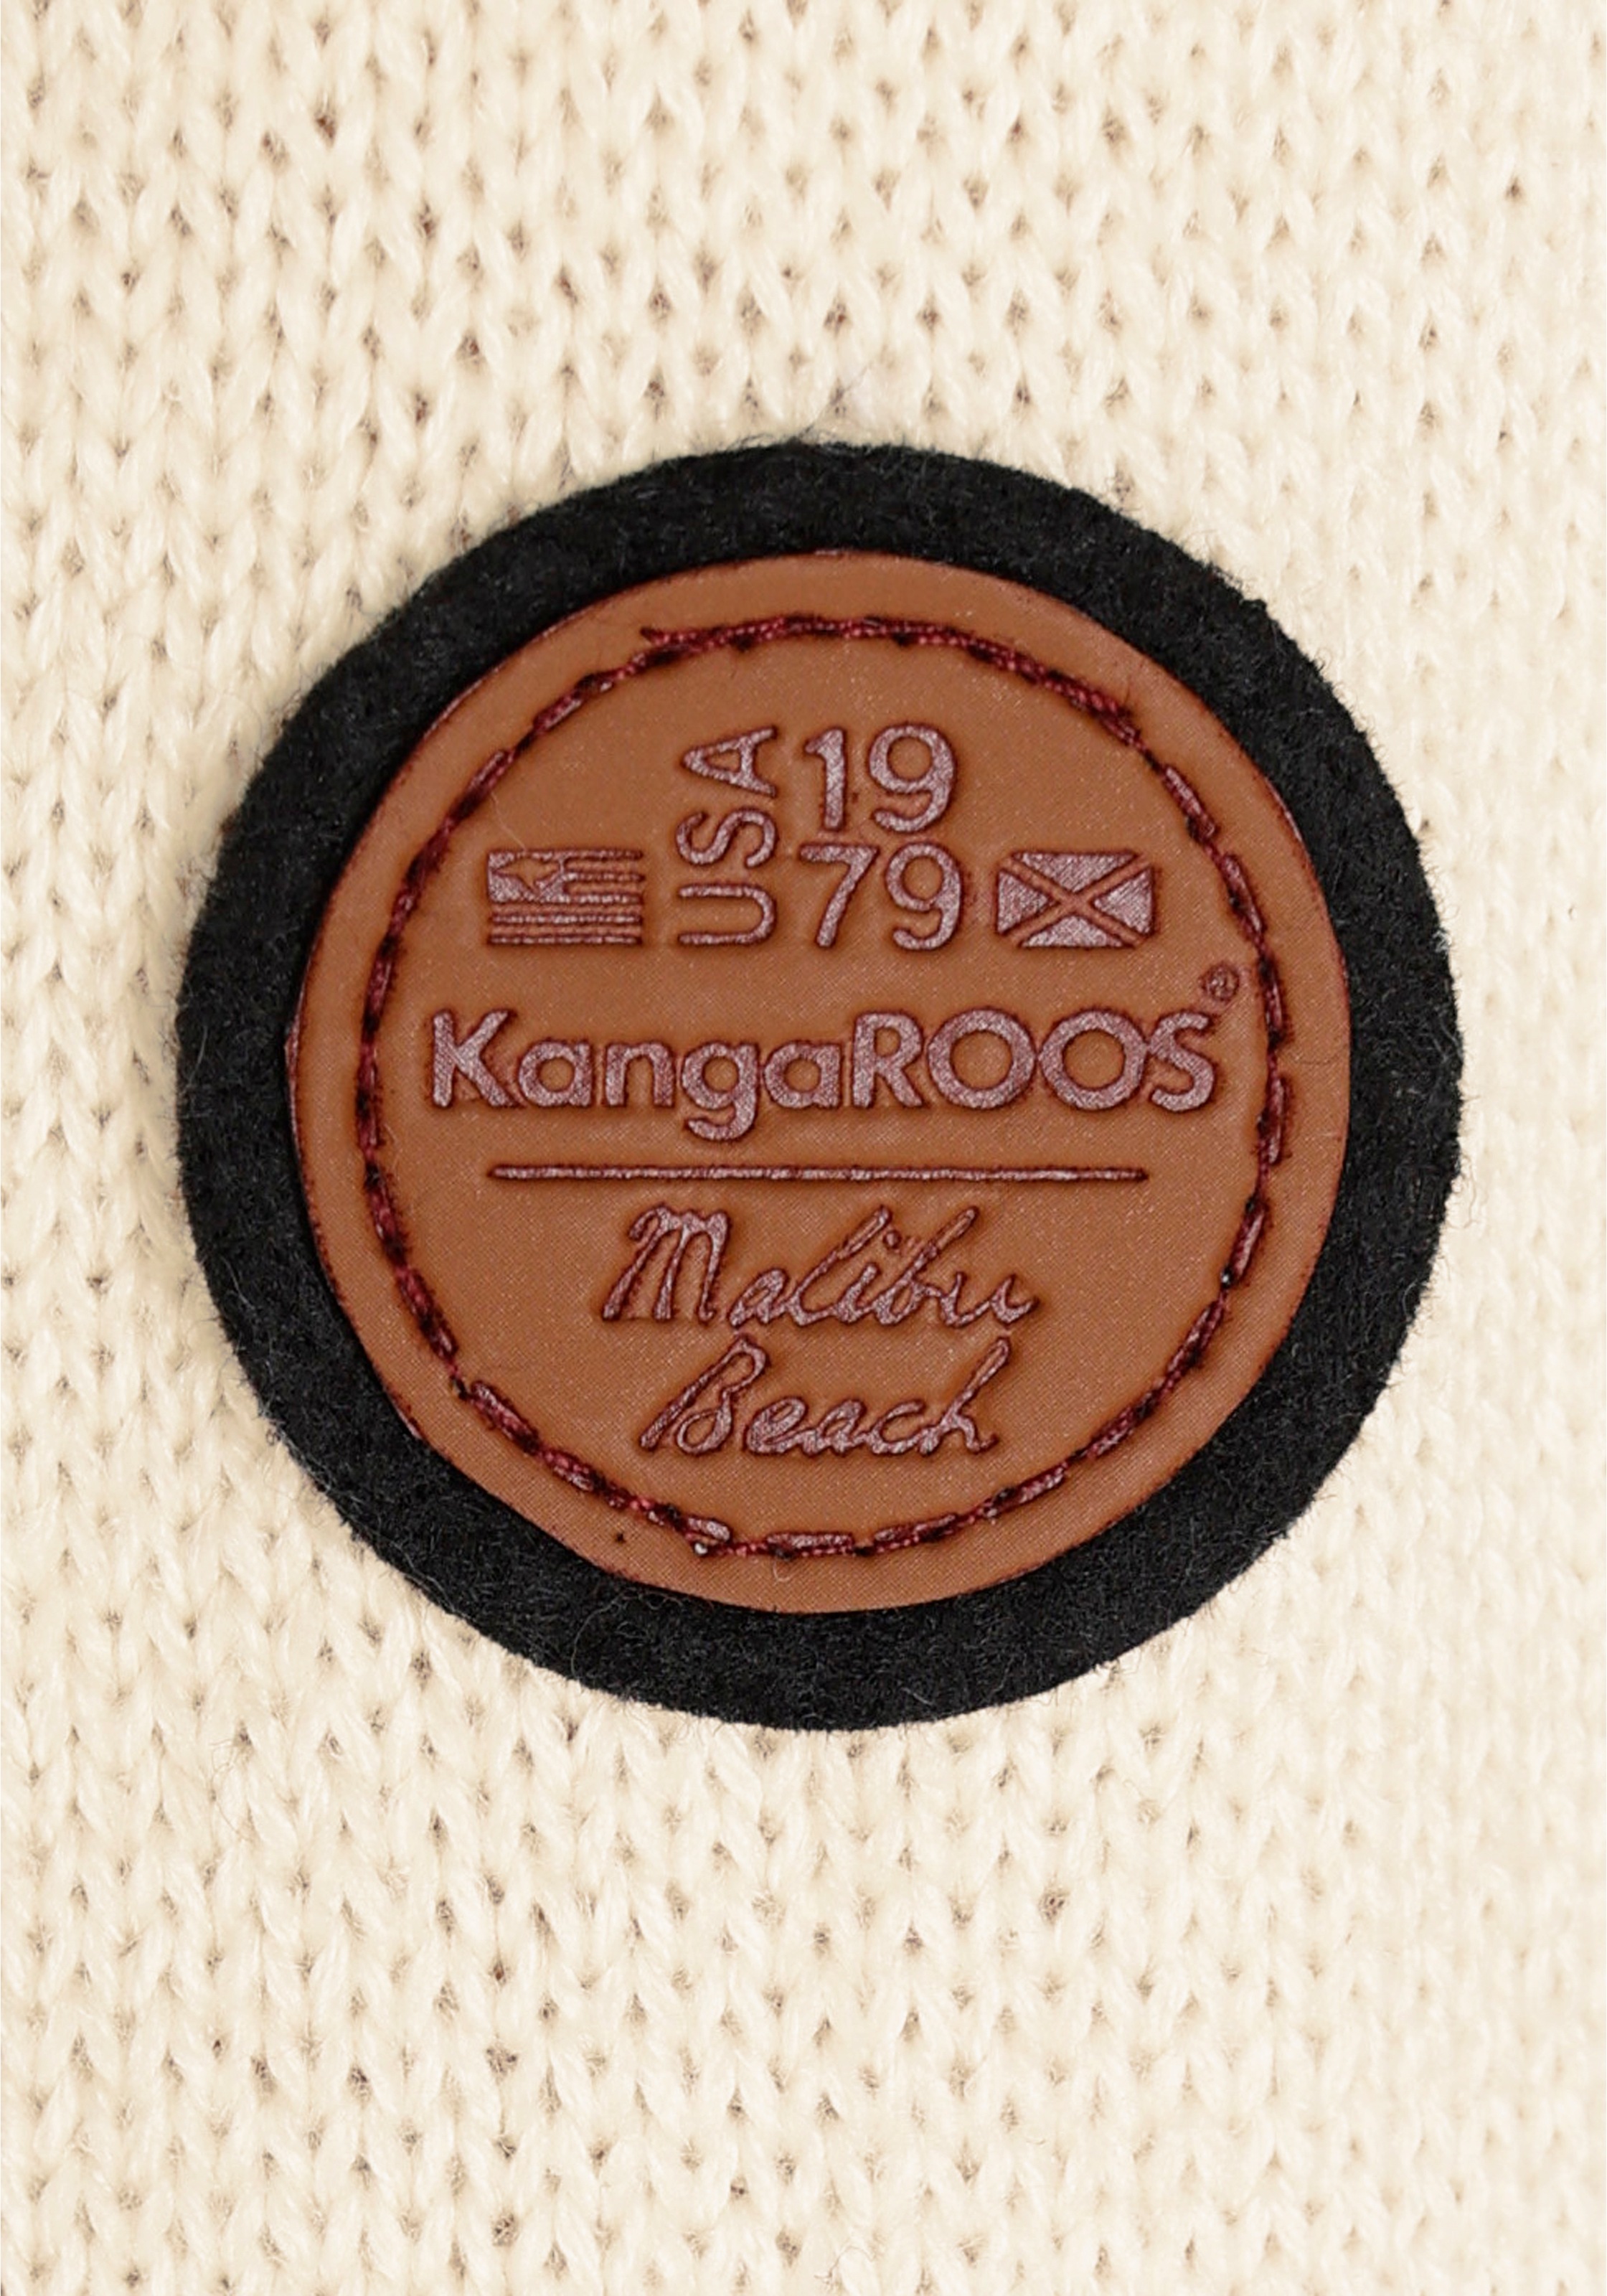 USA 19
79
KangaROOS®
Malibu
Beach